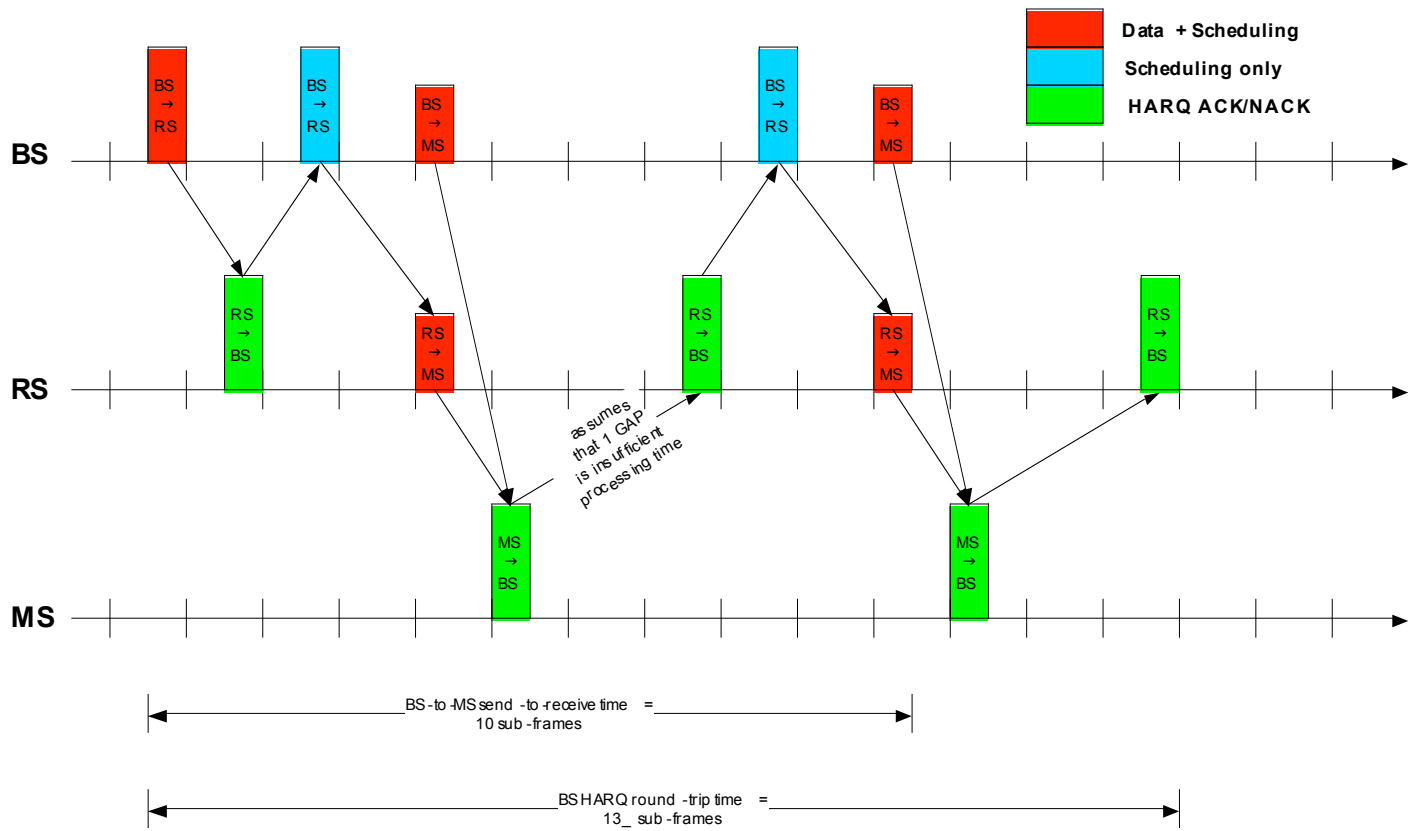 Data + Scheduling
Scheduling only
HARQ ACK/NACK
BS
BS
→
RS
BS
→
RS
BS
→
MS
BS
→
RS
BS
→
MS
RS
RS
→
BS
RS
→
MS
assumes
that 1 GAP
is insufficient
processing time
RS
→
BS
RS
→
MS
RS
→
BS
MS
MS
→
BS
MS
→
BS
BS-to-MS send-to-receive time =
10 sub-frames
BS HARQ round-trip time =
13_ sub-frames